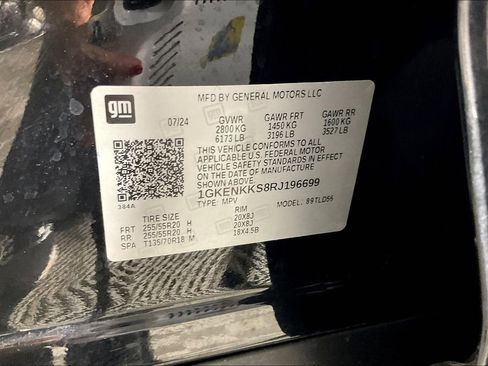 MFD BY GENERAL MOTORS LLC
gm
07/24 GVWR GAWR FRT GAWR RR
2800 KG 1450 KG 1600 KG
6173 LB 3196 LB 3527 LB
THIS VEHICLE CONFORMS TO ALL
APPLICABLE U.S. FEDERAL MOTOR
VEHICLE SAFETY STANDARDS IN EFFECT
ON THE DATE OF MANUFACTURE SHOWN ABOVE.
1GKENKKS8RJ196699
TYPE: MPV MODEL: 89TLD56
384A
TIRE SIZE RIM
FRT 255/55R20 H 20X8J
RR 255/55R20 H 20X8J
SPA T135/70R18 M 18X4.5B